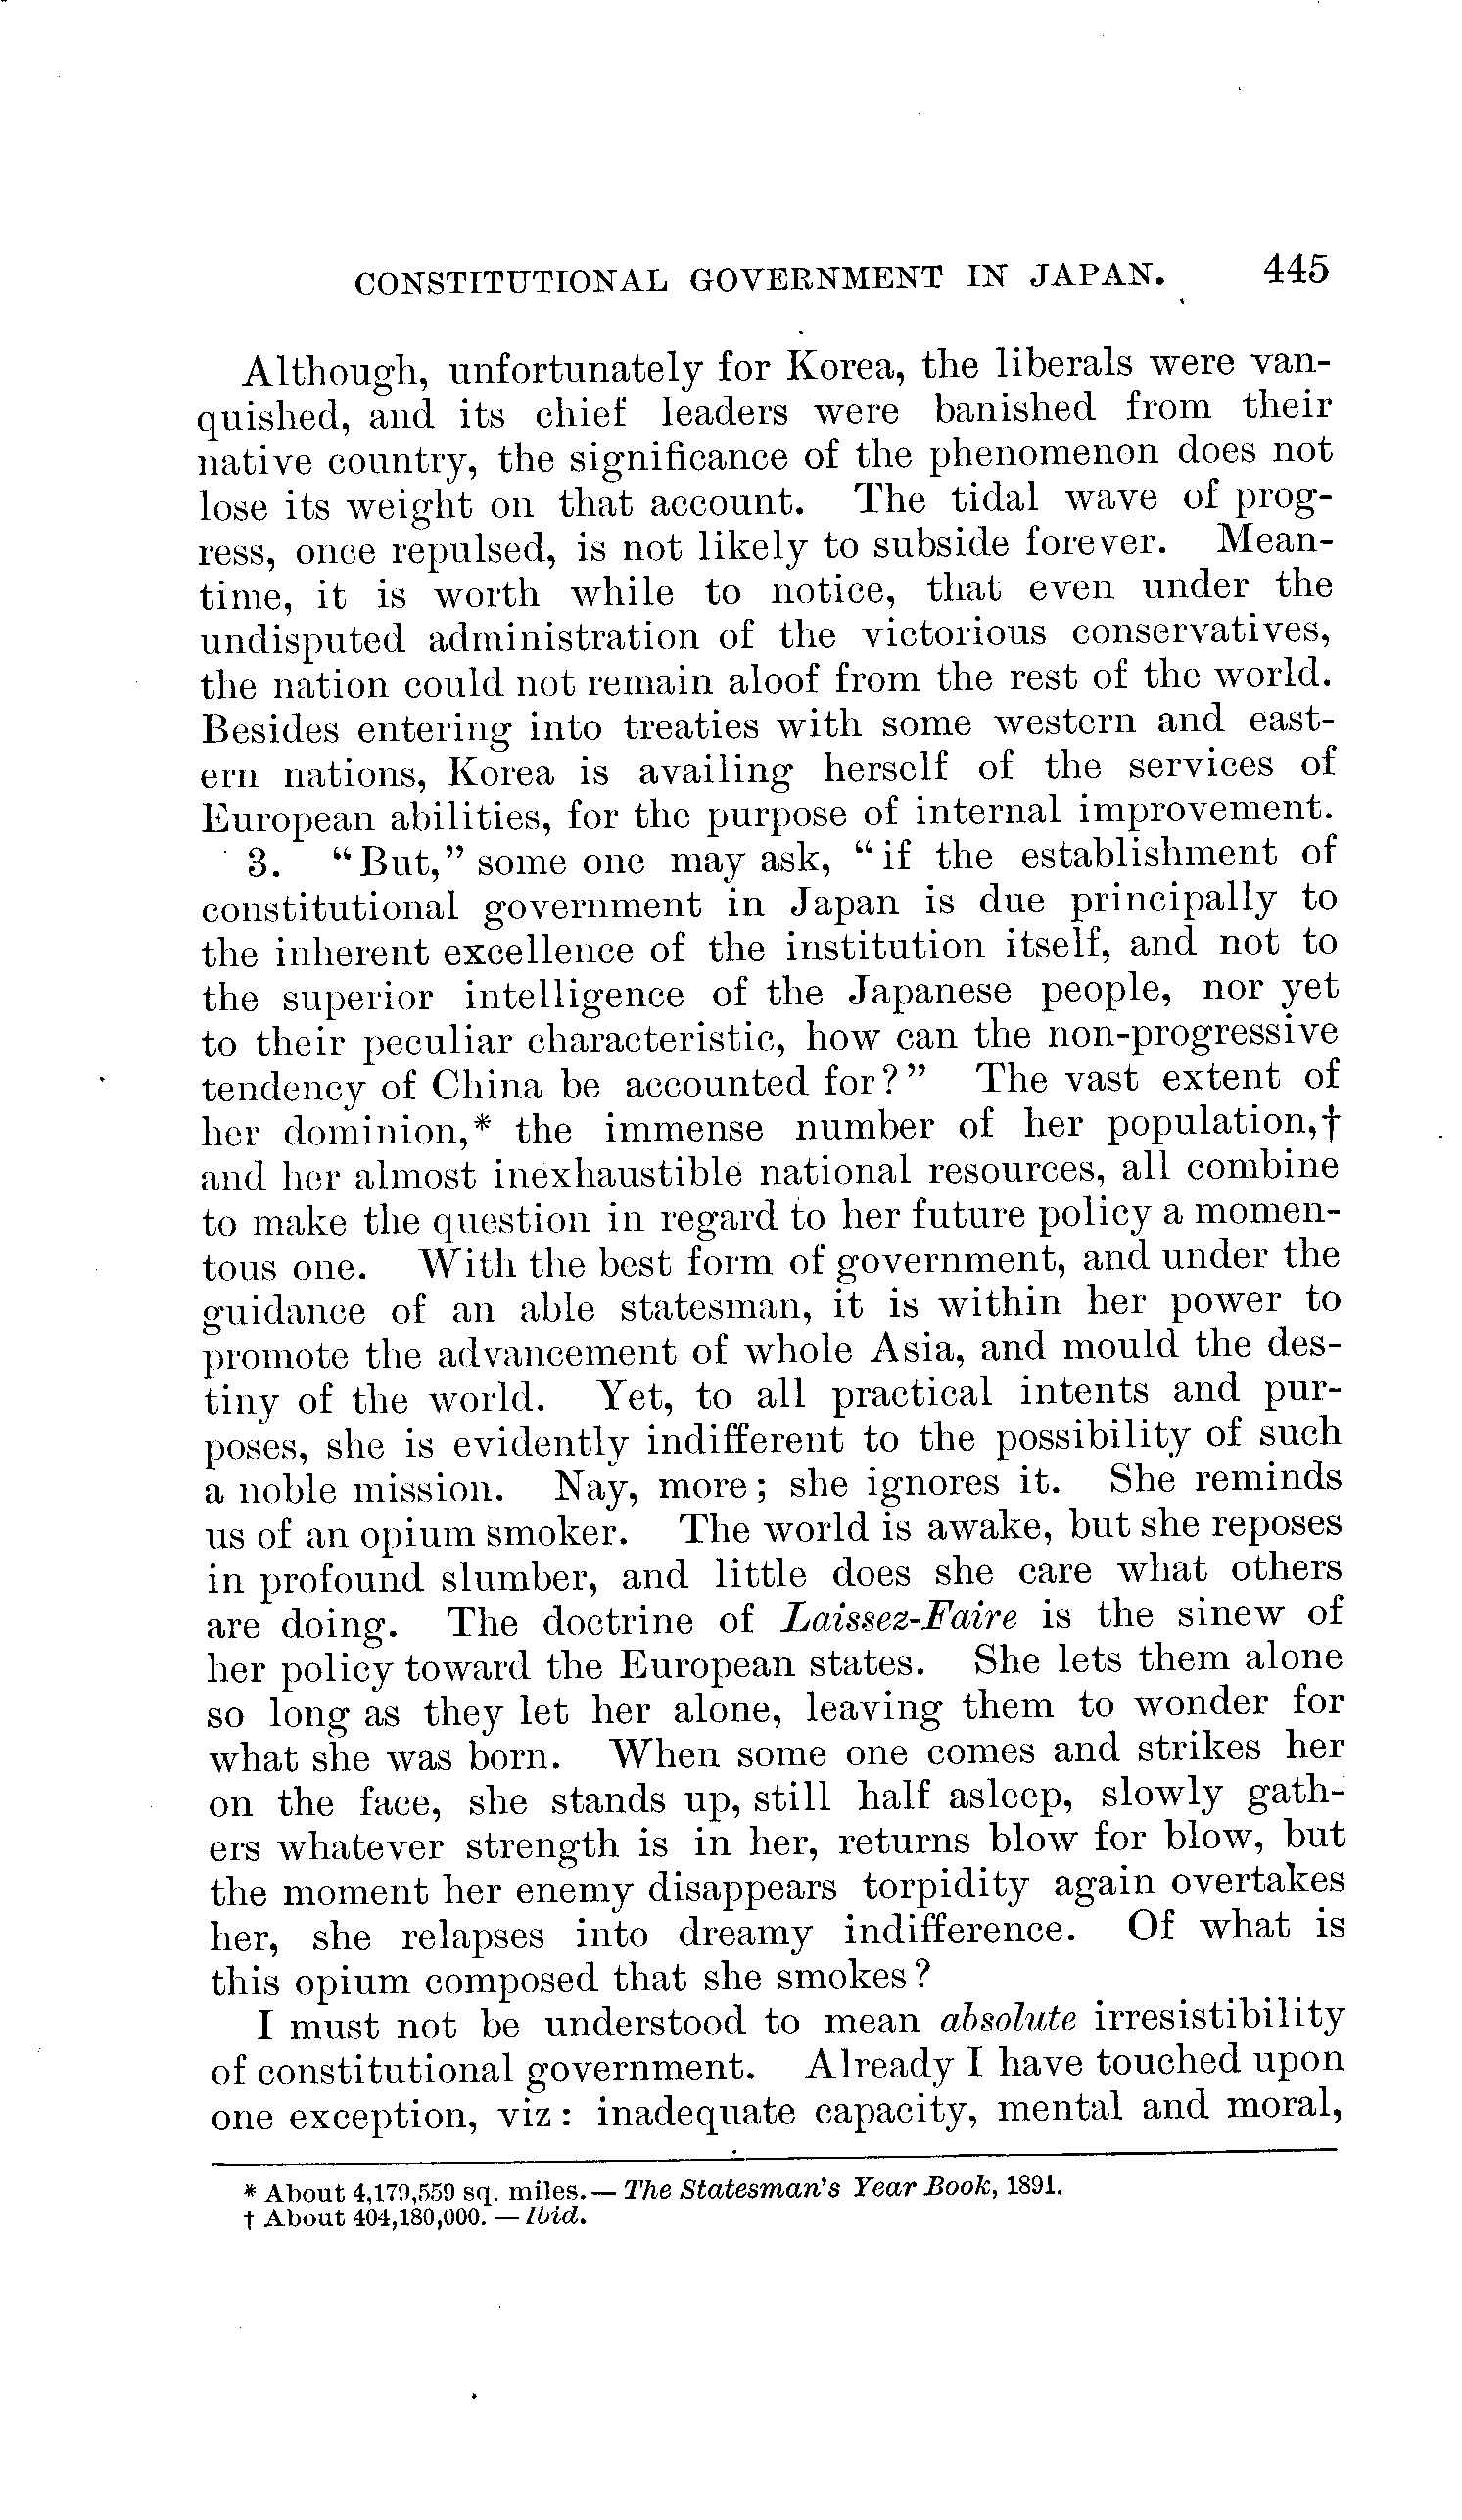 CONSTITUTIONAL GOVERNMENT IN JAPAN. 445
Although, unfortunately for Korea, the liberals were van-
quished, and its chief leaders were banished from their
native country, the significance of the phenomenon does not
lose its weight on that account. The tidal wave of prog-
ress, once repulsed, is not likely to subside forever. Mean-
time, it is worth while to notice, that even under the
undisputed administration of the victorious conservatives,
the nation could not remain aloof from the rest of the world.
Besides entering into treaties with some western and east-
ern nations, Korea is availing herself of the services of
European abilities, for the purpose of internal improvement.
3. "But," some one may ask, "if the establishment of
constitutional government in Japan is due principally to
the inherent excellence of the institution itself, and not to
the superior intelligence of the Japanese people, nor yet
to their peculiar characteristic, how can the non-progressive
tendency of China be accounted for?" The vast extent of
her dominion,* the immense number of her population,†
and her almost inexhaustible national resources, all combine
to make the question in regard to her future policy a momen-
tous one. With the best form of government, and under the
guidance of an able statesman, it is within her power to
promote the advancement of whole Asia, and mould the des-
tiny of the world. Yet, to all practical intents and pur-
poses, she is evidently indifferent to the possibility of such
a noble mission. Nay, more; she ignores it. She reminds
us of an opium smoker. The world is awake, but she reposes
in profound slumber, and little does she care what others
are doing. The doctrine of Laissez-Faire is the sinew of
her policy toward the European states. She lets them alone
so long as they let her alone, leaving them to wonder for
what she was born. When some one comes and strikes her
on the face, she stands up, still half asleep, slowly gath-
ers whatever strength is in her, returns blow for blow, but
the moment her enemy disappears torpidity again overtakes
her, she relapses into dreamy indifference. Of what is
this opium composed that she smokes?
I must not be understood to mean absolute irresistibility
of constitutional government. Already I have touched upon
one exception, viz: inadequate capacity, mental and moral,
* About 4,179,559 sq. miles.—The Statesman's Year Book, 1891.
† About 404,180,000.—Ibid.